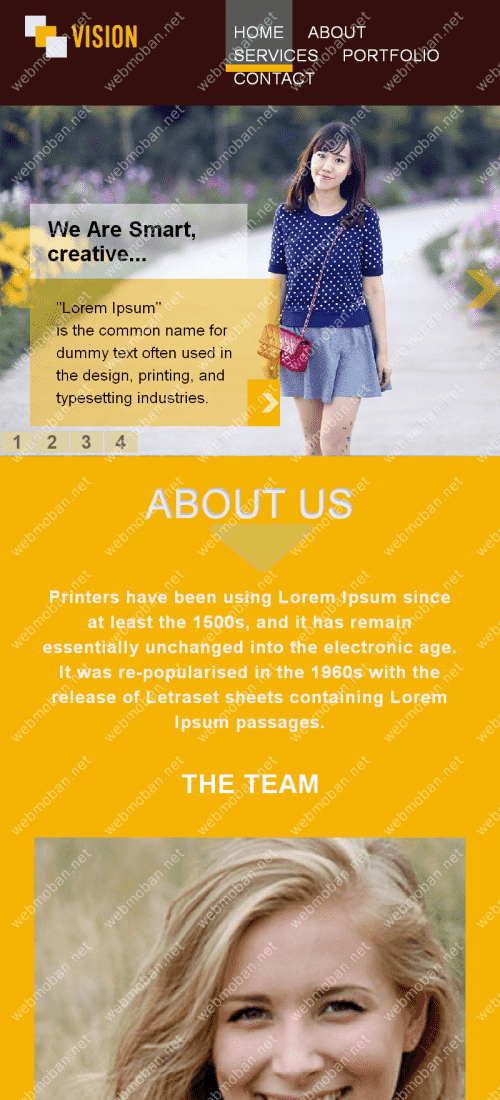 VISION
HOME ABOUT
SERVICES PORTFOLIO
CONTACT
We Are Smart,
creative...
"Lorem Ipsum"
is the common name for
dummy text often used in
the design, printing, and
typesetting industries.
1 2 3 4
ABOUT US
Printers have been using Lorem Ipsum since
at least the 1500s, and it has remain
essentially unchanged into the electronic age.
It was re-popularised in the 1960s with the
release of Letraset sheets containing Lorem
Ipsum passages.
THE TEAM
webmoban.net